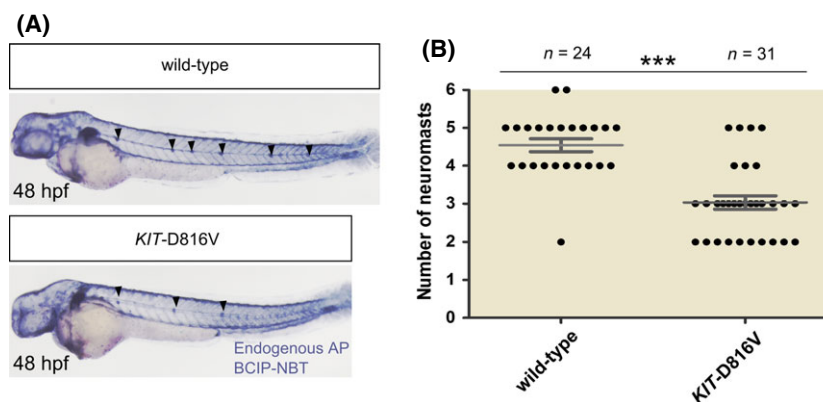 (A)
wild-type
48 hpf
KIT-D816V
48 hpf
Endogenous AP
BCIP-NBT
(B)
n = 24
***
n = 31
Number of neuromasts
6
5
4
3
2
1
0
wild-type
KIT-D816V